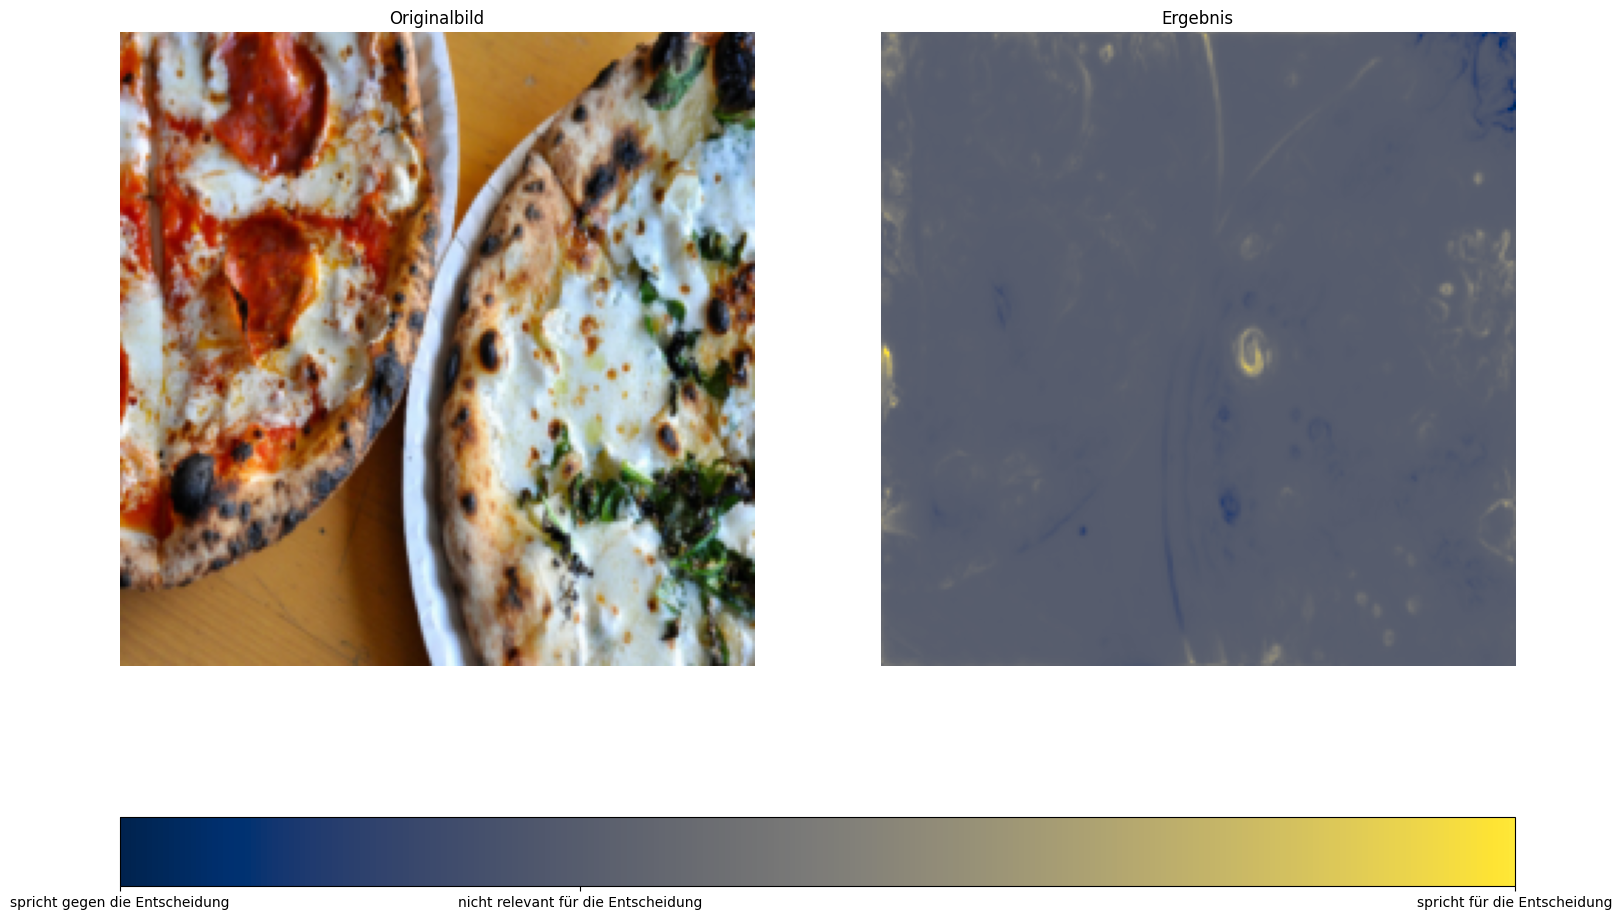 Originalbild
Ergebnis
spricht gegen die Entscheidung
nicht relevant für die Entscheidung
spricht für die Entscheidung